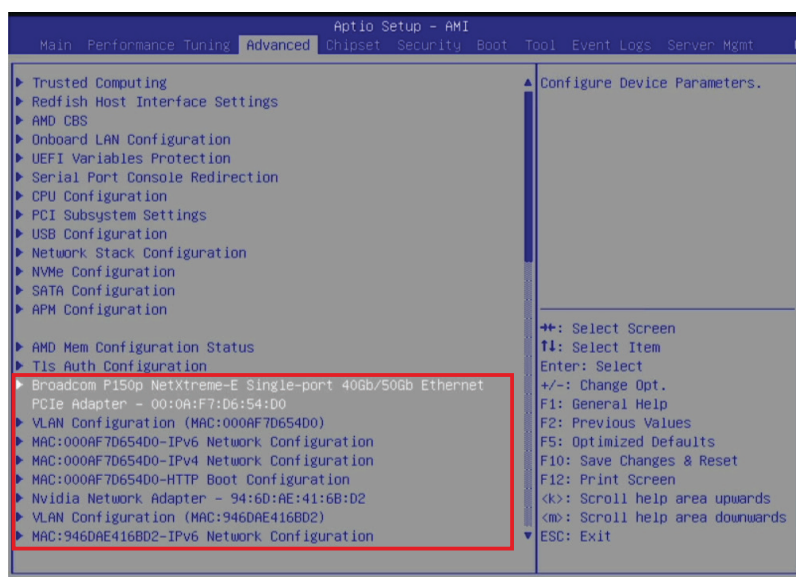 Aptio Setup - AMI
Main Performance Tuning Advanced Chipset Security Boot Tool Event Logs Server Mgmt
Trusted Computing
Redfish Host Interface Settings
AMD CBS
Onboard LAN Configuration
UEFI Variables Protection
Serial Port Console Redirection
CPU Configuration
PCI Subsystem Settings
USB Configuration
Network Stack Configuration
NVMe Configuration
SATA Configuration
APM Configuration
AMD Mem Configuration Status
Tls Auth Configuration
Broadcom P150p NetXtreme-E Single-port 40Gb/50Gb Ethernet
PCIe Adapter - 00:0A:F7:D6:54:D0
VLAN Configuration (MAC:000AF7D654D0)
MAC:000AF7D654D0-IPv6 Network Configuration
MAC:000AF7D654D0-IPv4 Network Configuration
MAC:000AF7D654D0-HTTP Boot Configuration
Nvidia Network Adapter - 94:6D:AE:41:6B:D2
VLAN Configuration (MAC:946DAE416BD2)
MAC:946DAE416BD2-IPv6 Network Configuration
Configure Device Parameters.
→←: Select Screen
↑↓: Select Item
Enter: Select
+/-: Change Opt.
F1: General Help
F2: Previous Values
F5: Optimized Defaults
F10: Save Changes & Reset
F12: Print Screen
<k>: Scroll help area upwards
<m>: Scroll help area downwards
ESC: Exit